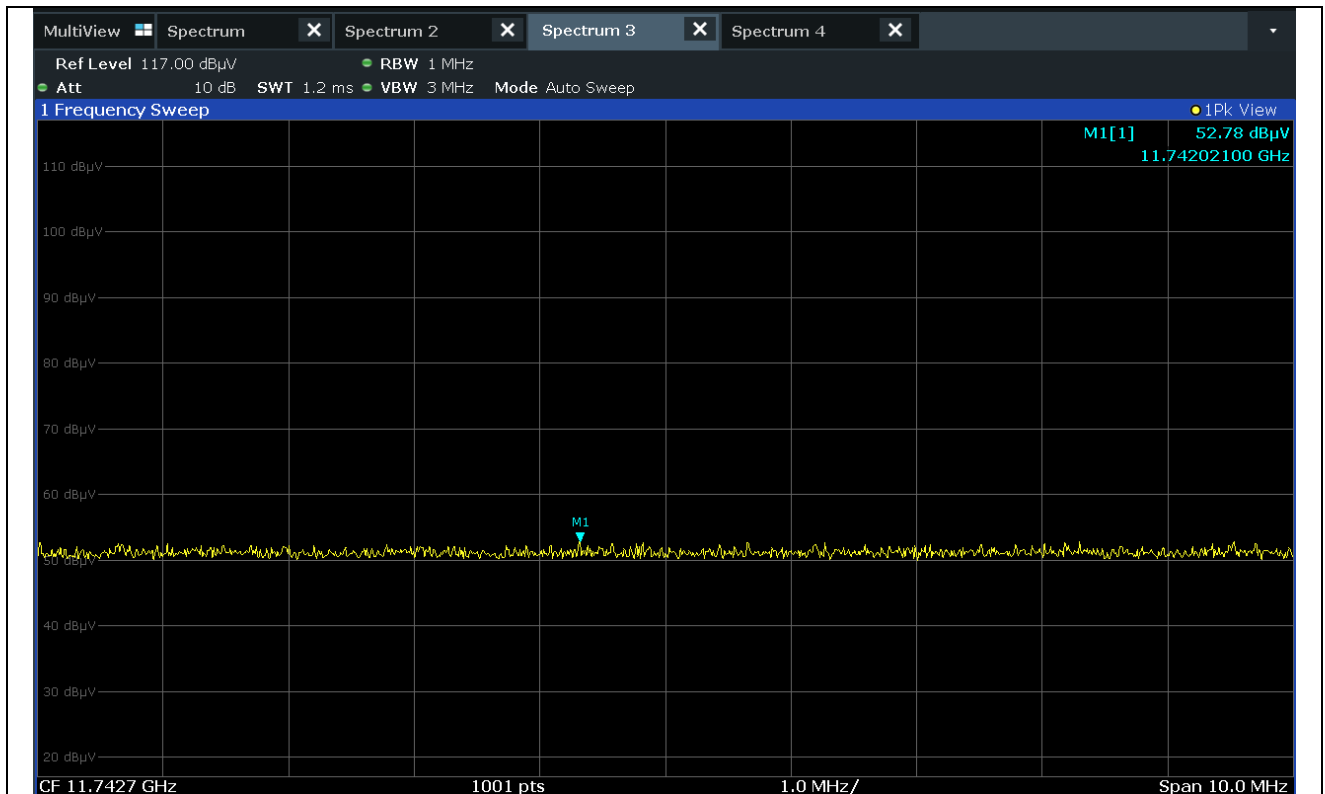 MultiView Spectrum X Spectrum 2 X Spectrum 3 X Spectrum 4 X
Ref Level 117.00 dBµV RBW 1 MHz
Att 10 dB SWT 1.2 ms VBW 3 MHz Mode Auto Sweep
1 Frequency Sweep 1Pk View
M1[1] 52.78 dBµV
11.74202100 GHz
110 dBµV
100 dBµV
90 dBµV
80 dBµV
70 dBµV
60 dBµV
M1
50 dBµV
40 dBµV
30 dBµV
20 dBµV
CF 11.7427 GHz 1001 pts 1.0 MHz/ Span 10.0 MHz